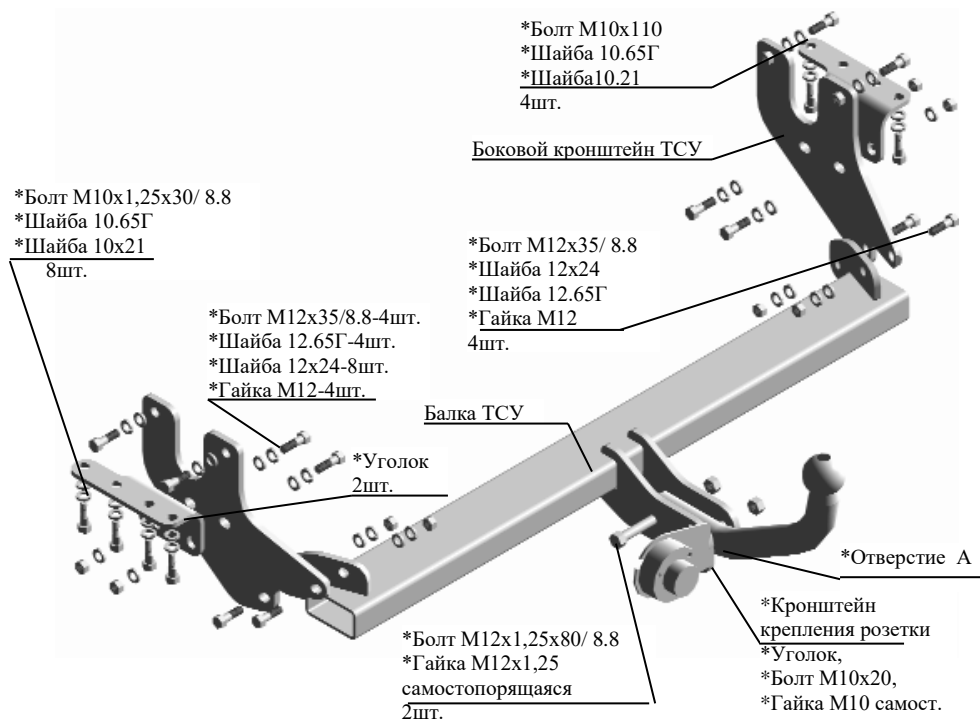 *Болт М10х110
*Шайба 10.65Г
*Шайба10.21
4шт.
Боковой кронштейн ТСУ
*Болт М10х1,25х30/ 8.8
*Шайба 10.65Г
*Шайба 10х21
8шт.
*Болт М12х35/ 8.8
*Шайба 12х24
*Шайба 12.65Г
*Гайка М12
4шт.
*Болт М12х35/8.8-4шт.
*Шайба 12.65Г-4шт.
*Шайба 12х24-8шт.
*Гайка М12-4шт.
Балка ТСУ
*Уголок
2шт.
*Отверстие А
*Кронштейн
крепления розетки
*Уголок,
*Болт М10х20,
*Гайка М10 самост.
*Болт М12х1,25х80/ 8.8
*Гайка М12х1,25
самостопорящаяся
2шт.